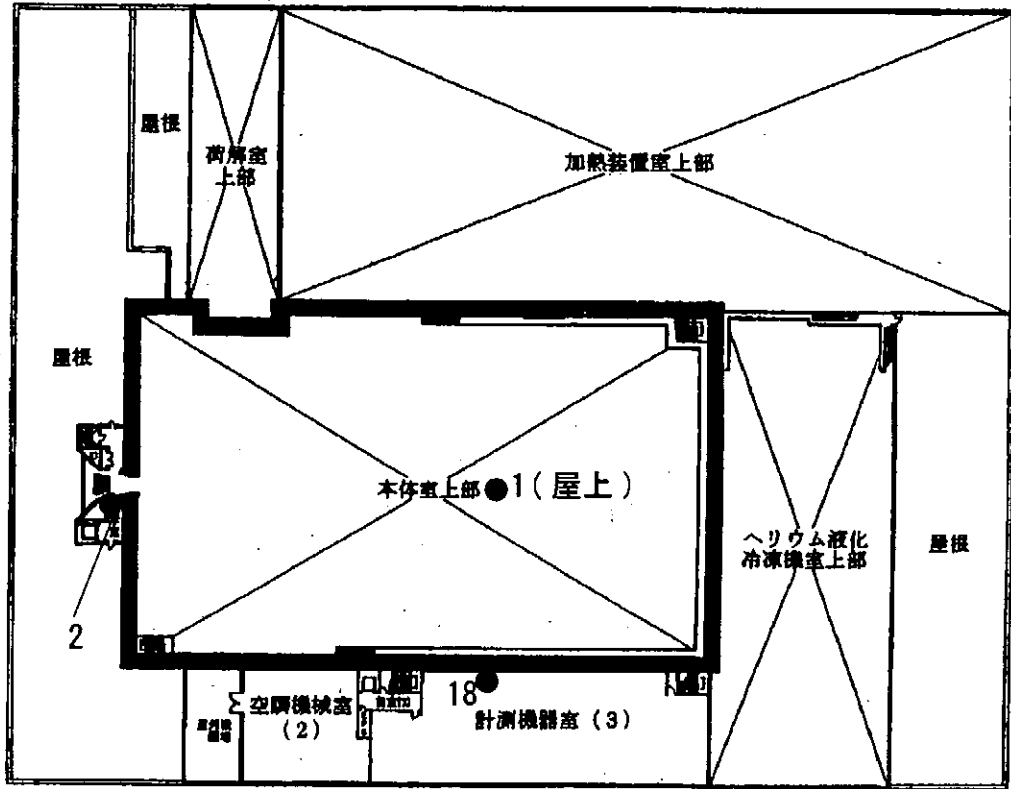 屋根
荷解室
上部
加熱装置室上部
屋根
本体室上部
1(屋上)
ヘリウム液化
冷凍機室上部
屋根
2
18
空調機械室
(2)
計測機器室(3)